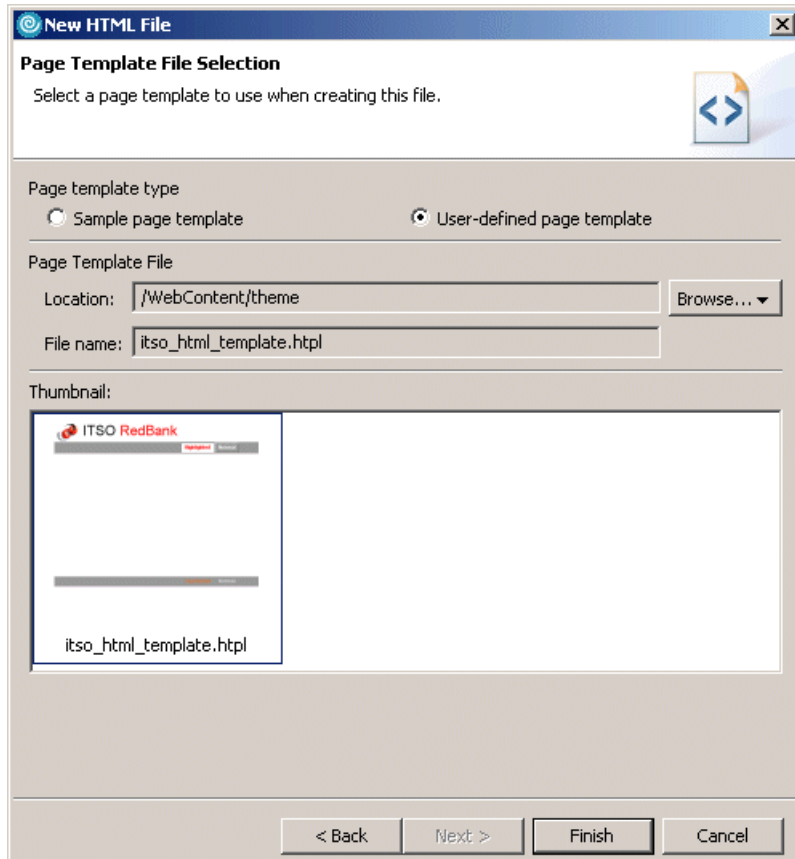 New HTML File
Page Template File Selection
Select a page template to use when creating this file.
Page template type
Sample page template User-defined page template
Page Template File
Location: /WebContent/theme Browse...
File name: itso_html_template.htpl
Thumbnail:
ITSO RedBank
Highlighted
itso_html_template.htpl
< Back Next > Finish Cancel